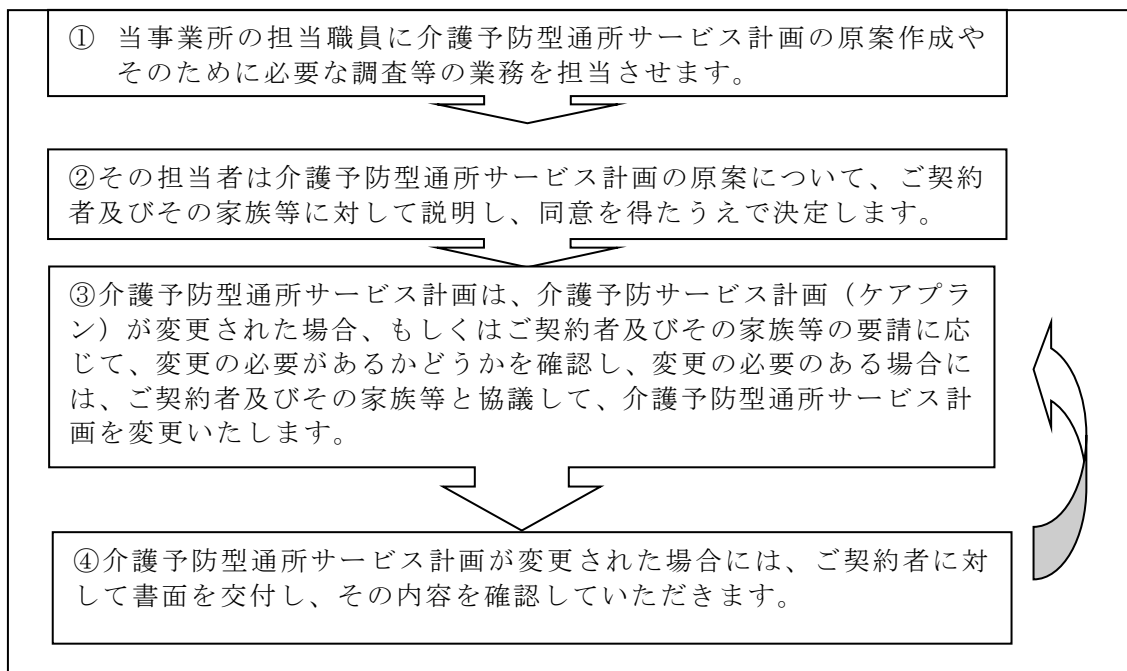 ① 当事業所の担当職員に介護予防型通所サービス計画の原案作成や
そのために必要な調査等の業務を担当させます。
②その担当者は介護予防型通所サービス計画の原案について、ご契約
者及びその家族等に対して説明し、同意を得たうえで決定します。
③介護予防型通所サービス計画は、介護予防サービス計画（ケアプラ
ン）が変更された場合、もしくはご契約者及びその家族等の要請に応
じて、変更の必要があるかどうかを確認し、変更の必要のある場合に
は、ご契約者及びその家族等と協議して、介護予防型通所サービス計
画を変更いたします。
④介護予防型通所サービス計画が変更された場合には、ご契約者に対
して書面を交付し、その内容を確認していただきます。